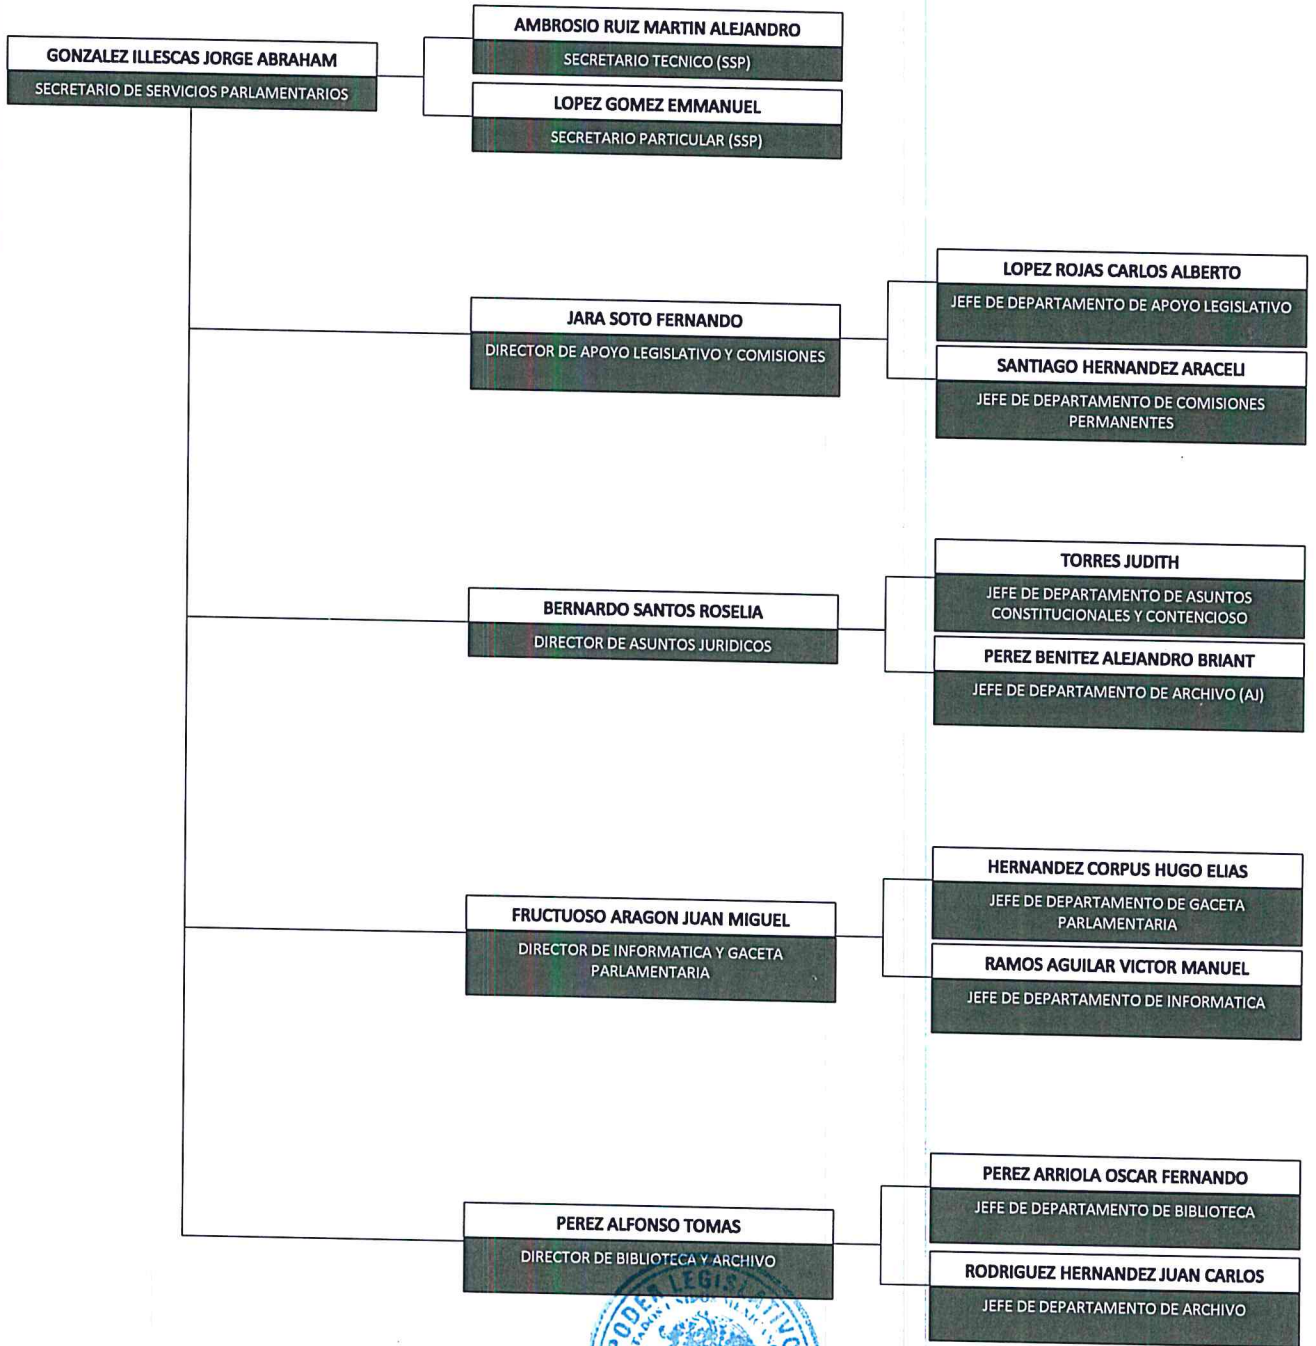 GONZALEZ ILLESCAS JORGE ABRAHAM
SECRETARIO DE SERVICIOS PARLAMENTARIOS
AMBROSIO RUIZ MARTIN ALEJANDRO
SECRETARIO TECNICO (SSP)
LOPEZ GOMEZ EMMANUEL
SECRETARIO PARTICULAR (SSP)
JARA SOTO FERNANDO
DIRECTOR DE APOYO LEGISLATIVO Y COMISIONES
LOPEZ ROJAS CARLOS ALBERTO
JEFE DE DEPARTAMENTO DE APOYO LEGISLATIVO
SANTIAGO HERNANDEZ ARACELI
JEFE DE DEPARTAMENTO DE COMISIONES
PERMANENTES
BERNARDO SANTOS ROSELIA
DIRECTOR DE ASUNTOS JURIDICOS
TORRES JUDITH
JEFE DE DEPARTAMENTO DE ASUNTOS
CONSTITUCIONALES Y CONTENCIOSO
PEREZ BENITEZ ALEJANDRO BRIANT
JEFE DE DEPARTAMENTO DE ARCHIVO (AJ)
FRUCTUOSO ARAGON JUAN MIGUEL
DIRECTOR DE INFORMATICA Y GACETA
PARLAMENTARIA
HERNANDEZ CORPUS HUGO ELIAS
JEFE DE DEPARTAMENTO DE GACETA
PARLAMENTARIA
RAMOS AGUILAR VICTOR MANUEL
JEFE DE DEPARTAMENTO DE INFORMATICA
PEREZ ALFONSO TOMAS
DIRECTOR DE BIBLIOTECA Y ARCHIVO
PEREZ ARRIOLA OSCAR FERNANDO
JEFE DE DEPARTAMENTO DE BIBLIOTECA
RODRIGUEZ HERNANDEZ JUAN CARLOS
JEFE DE DEPARTAMENTO DE ARCHIVO
PODER LEGISLATIVO